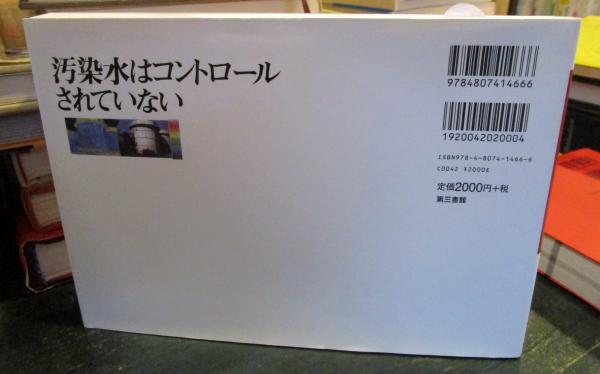 汚染水はコントロール
されていない
9784807414666
1920042020004
ISBN978-4-8074-1466-6
C0042 ¥2000E
定価2000円+税
第三書館